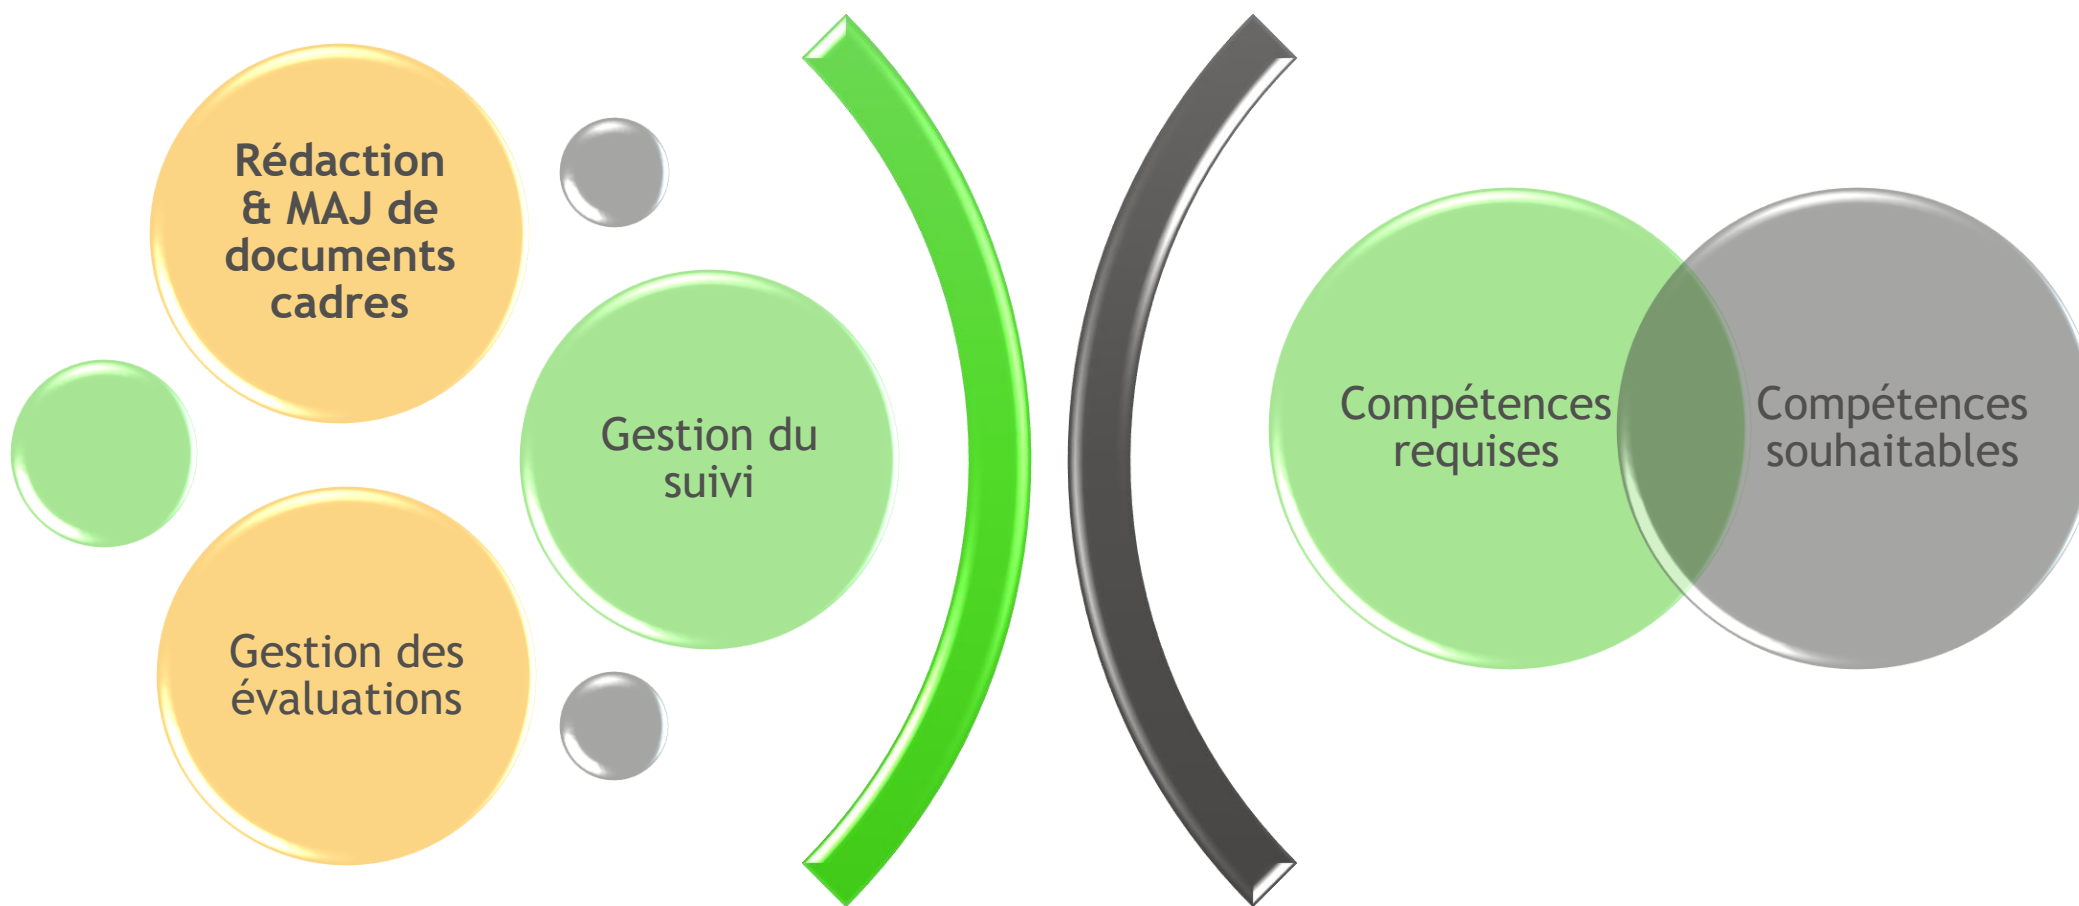 Rédaction
& MAJ de
documents
cadres
Gestion du
suivi
Gestion des
évaluations
Compétences
requises
Compétences
souhaitables